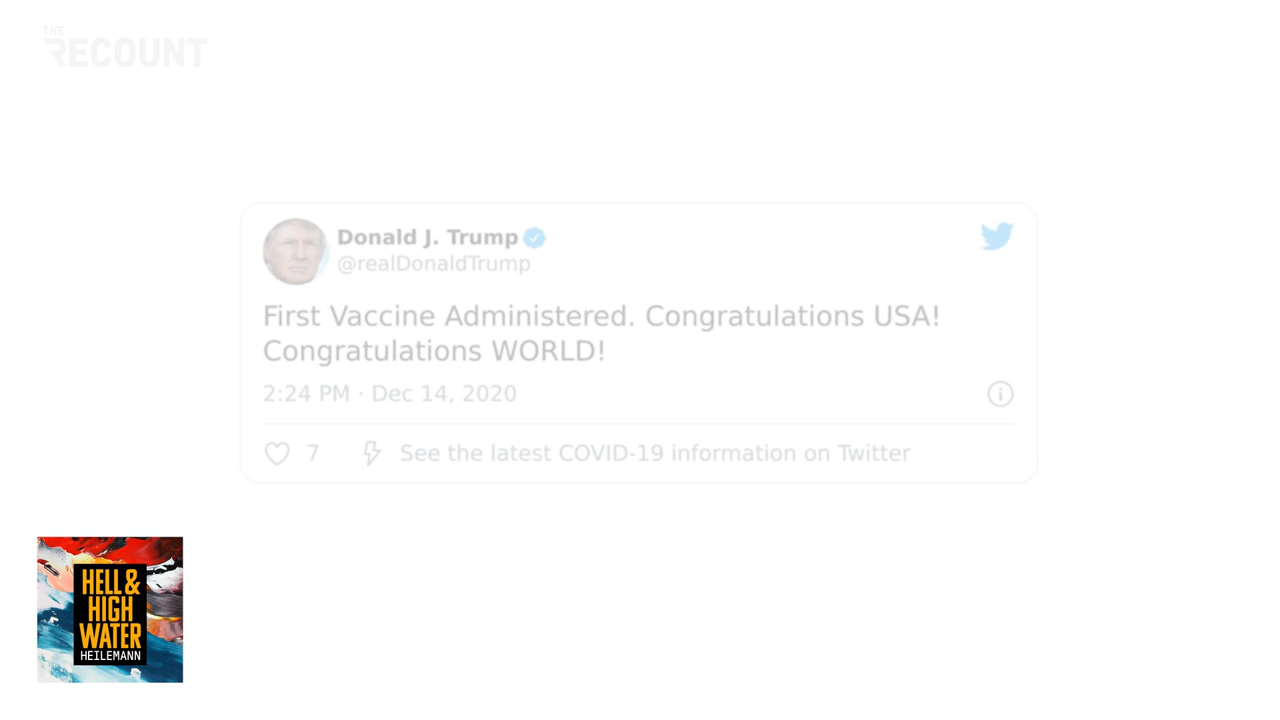 THE
RECOUNT
Donald J. Trump
@realDonaldTrump
First Vaccine Administered. Congratulations USA!
Congratulations WORLD!
2:24 PM · Dec 14, 2020
7
See the latest COVID-19 information on Twitter
HELL &
HIGH
WATER
HEILEMANN